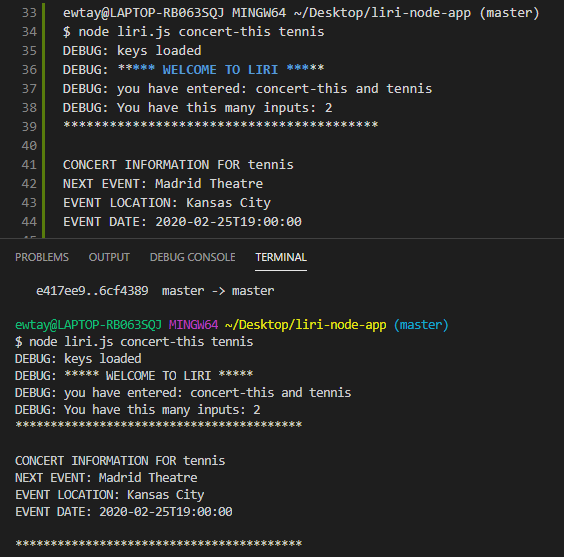 33 ewtay@LAPTOP-RB063SQJ MINGW64 ~/Desktop/liri-node-app (master)
34 $ node liri.js concert-this tennis
35 DEBUG: keys loaded
36 DEBUG: ***** WELCOME TO LIRI *****
37 DEBUG: you have entered: concert-this and tennis
38 DEBUG: You have this many inputs: 2
39 *****************************************
40
41 CONCERT INFORMATION FOR tennis
42 NEXT EVENT: Madrid Theatre
43 EVENT LOCATION: Kansas City
44 EVENT DATE: 2020-02-25T19:00:00
PROBLEMS OUTPUT DEBUG CONSOLE TERMINAL
e417ee9..6cf4389 master -> master
ewtay@LAPTOP-RB063SQJ MINGW64 ~/Desktop/liri-node-app (master)
$ node liri.js concert-this tennis
DEBUG: keys loaded
DEBUG: ***** WELCOME TO LIRI *****
DEBUG: you have entered: concert-this and tennis
DEBUG: You have this many inputs: 2
*****************************************
CONCERT INFORMATION FOR tennis
NEXT EVENT: Madrid Theatre
EVENT LOCATION: Kansas City
EVENT DATE: 2020-02-25T19:00:00
*****************************************